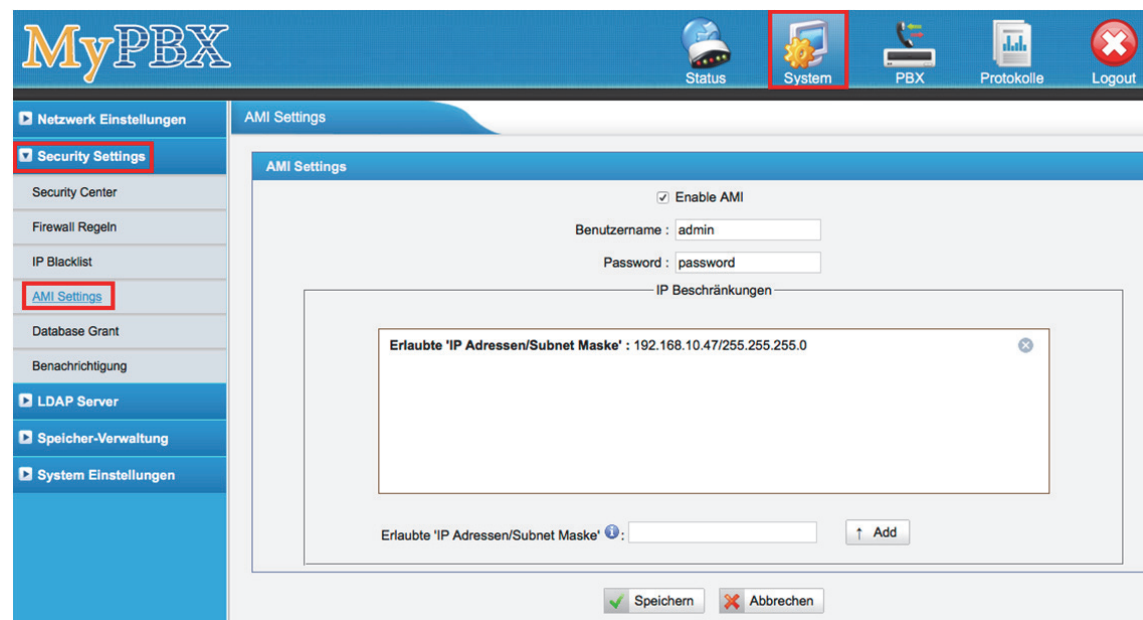 MyPBX
Status
System
PBX
Protokolle
Logout
Netzwerk Einstellungen
Security Settings
Security Center
Firewall Regeln
IP Blacklist
AMI Settings
Database Grant
Benachrichtigung
LDAP Server
Speicher-Verwaltung
System Einstellungen
AMI Settings
AMI Settings
Enable AMI
Benutzername : admin
Password : password
IP Beschränkungen
Erlaubte 'IP Adressen/Subnet Maske' : 192.168.10.47/255.255.255.0
Erlaubte 'IP Adressen/Subnet Maske' i :
↑ Add
Speichern
Abbrechen